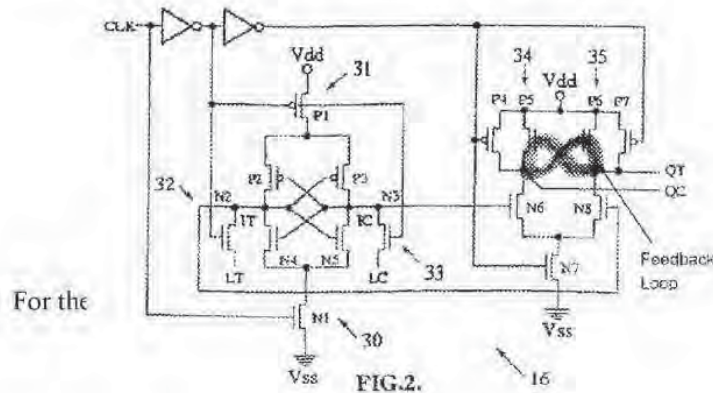 CLK
Vdd
31
P1
34
35
Vdd
P4
P5
P6
P7
QT
QC
32
N2
P2
P3
N3
IT
IC
N4
N5
LT
LC
33
N6
N8
N7
Feedback
Loop
Vss
For the
N1
30
Vss
FIG.2.
16